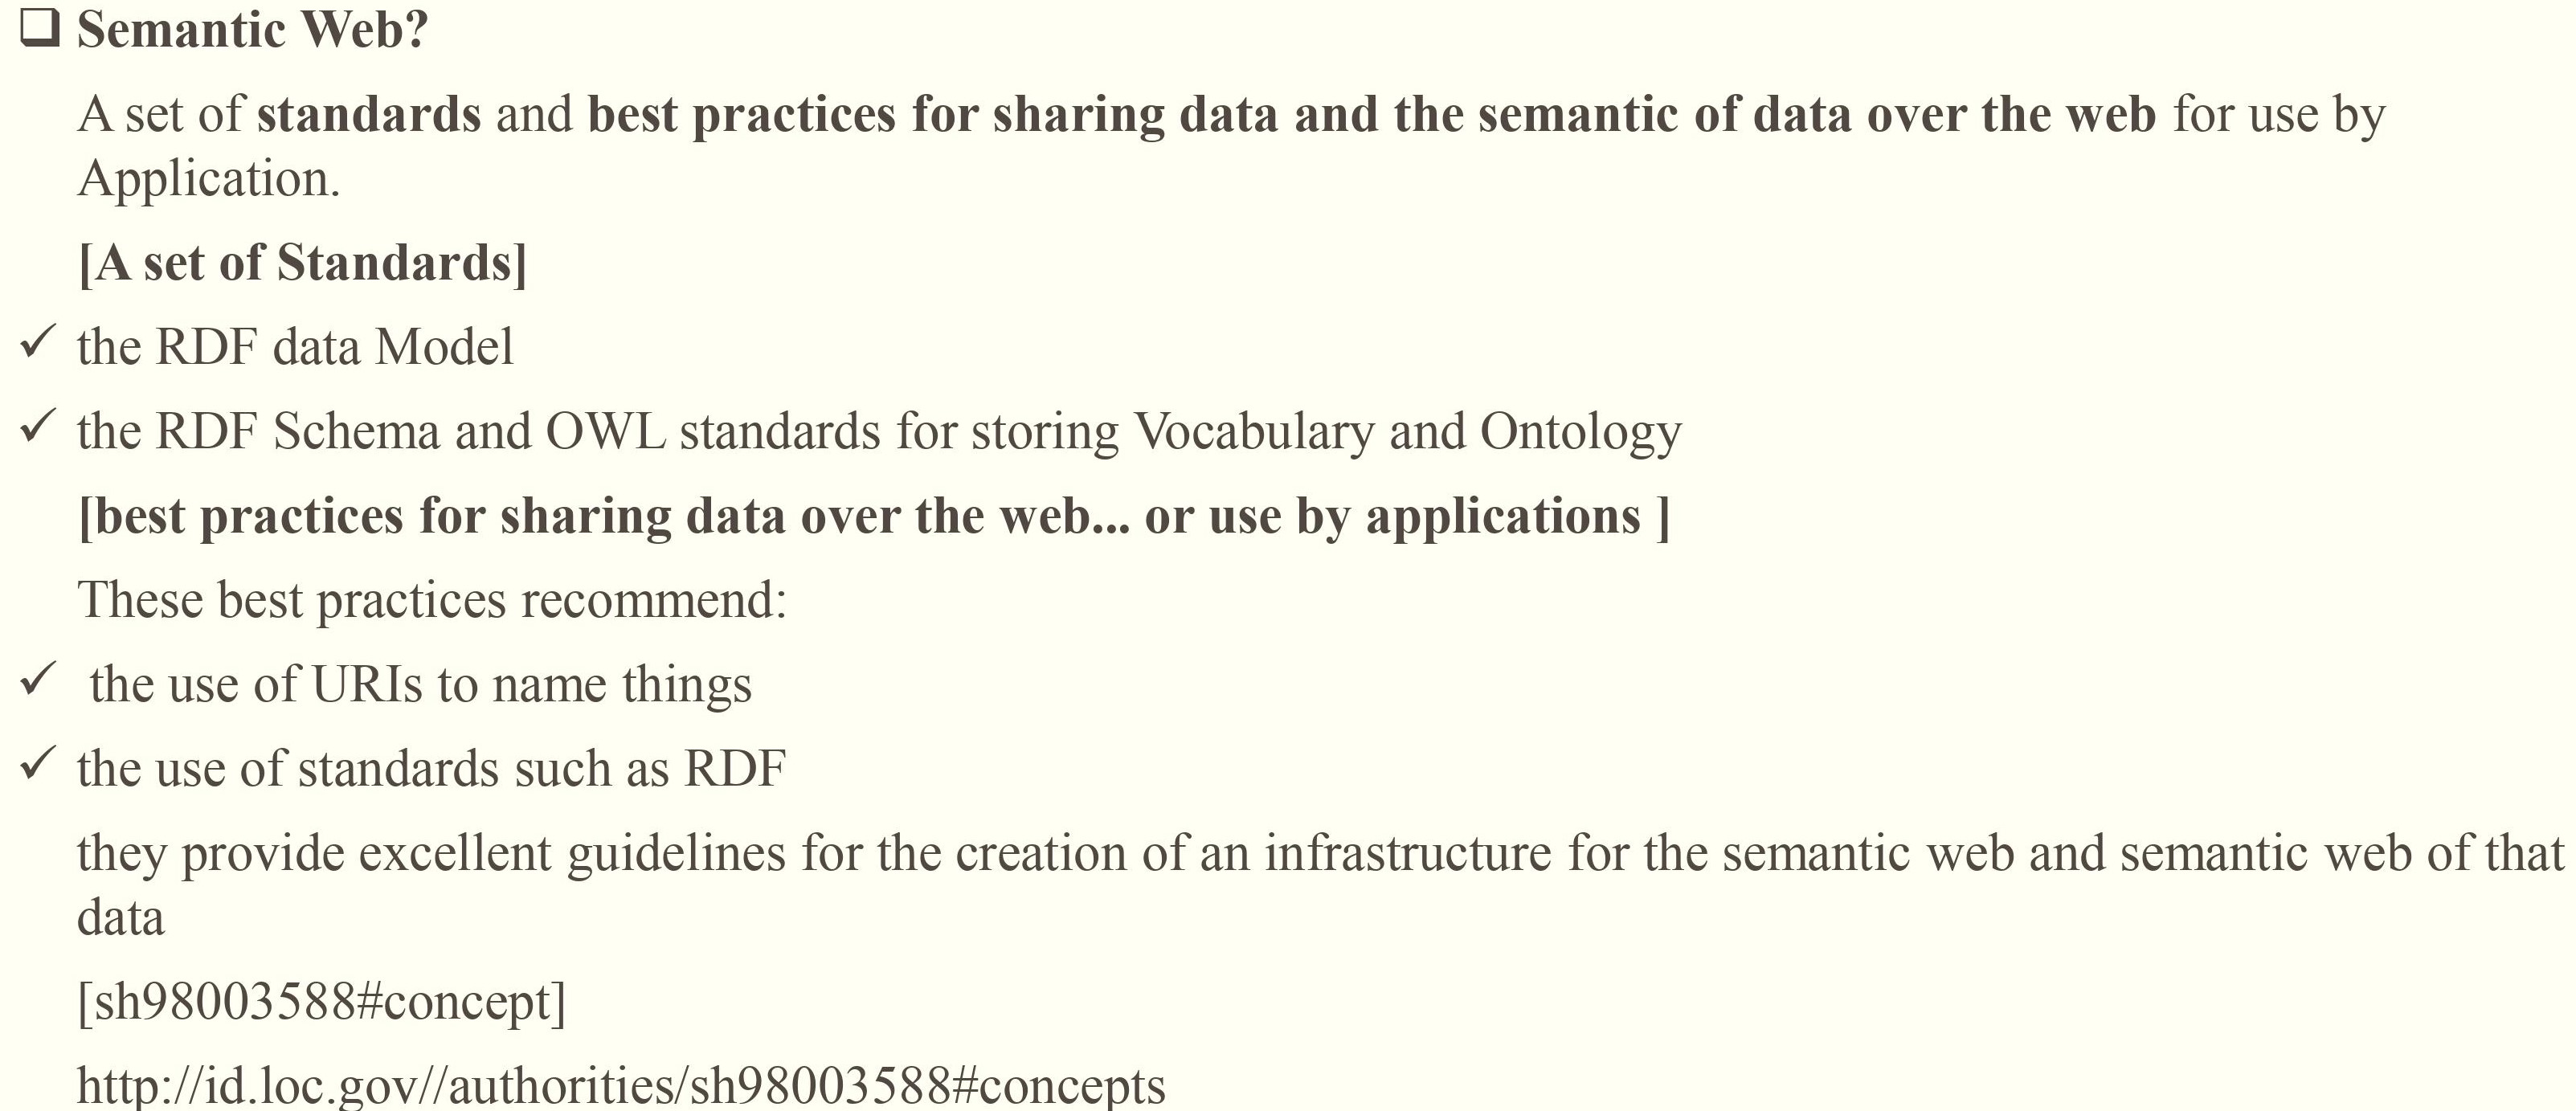 ❑ Semantic Web?
A set of standards and best practices for sharing data and the semantic of data over the web for use by
Application.
[A set of Standards]
✓ the RDF data Model
✓ the RDF Schema and OWL standards for storing Vocabulary and Ontology
[best practices for sharing data over the web... or use by applications ]
These best practices recommend:
✓ the use of URIs to name things
✓ the use of standards such as RDF
they provide excellent guidelines for the creation of an infrastructure for the semantic web and semantic web of that
data
[sh98003588#concept]
http://id.loc.gov//authorities/sh98003588#concepts